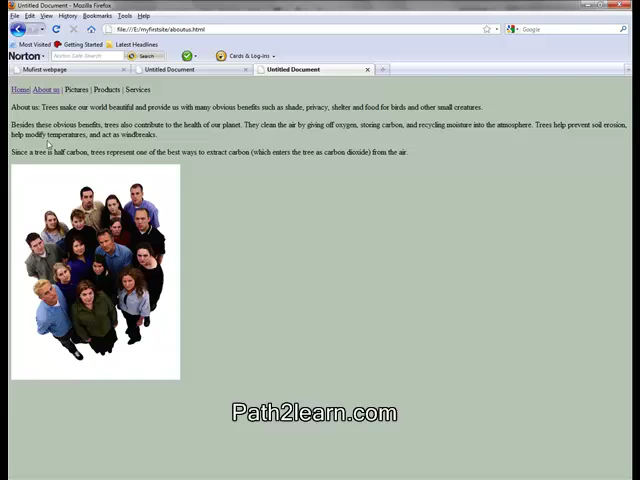 Untitled Document - Mozilla Firefox
File Edit View History Bookmarks Tools Help
file:///E:/myfirstsite/aboutus.html
Google
Most Visited Getting Started Latest Headlines
Norton Norton Safe Search Search Cards & Log-ins
Mufirst webpage Untitled Document Untitled Document
Home| About us | Pictures | Products | Services
About us: Trees make our world beautiful and provide us with many obvious benefits such as shade, privacy, shelter and food for birds and other small creatures.
Besides these obvious benefits, trees also contribute to the health of our planet. They clean the air by giving off oxygen, storing carbon, and recycling moisture into the atmosphere. Trees help prevent soil erosion,
help modify temperatures, and act as windbreaks.
Since a tree is half carbon, trees represent one of the best ways to extract carbon (which enters the tree as carbon dioxide) from the air.
Path2learn.com